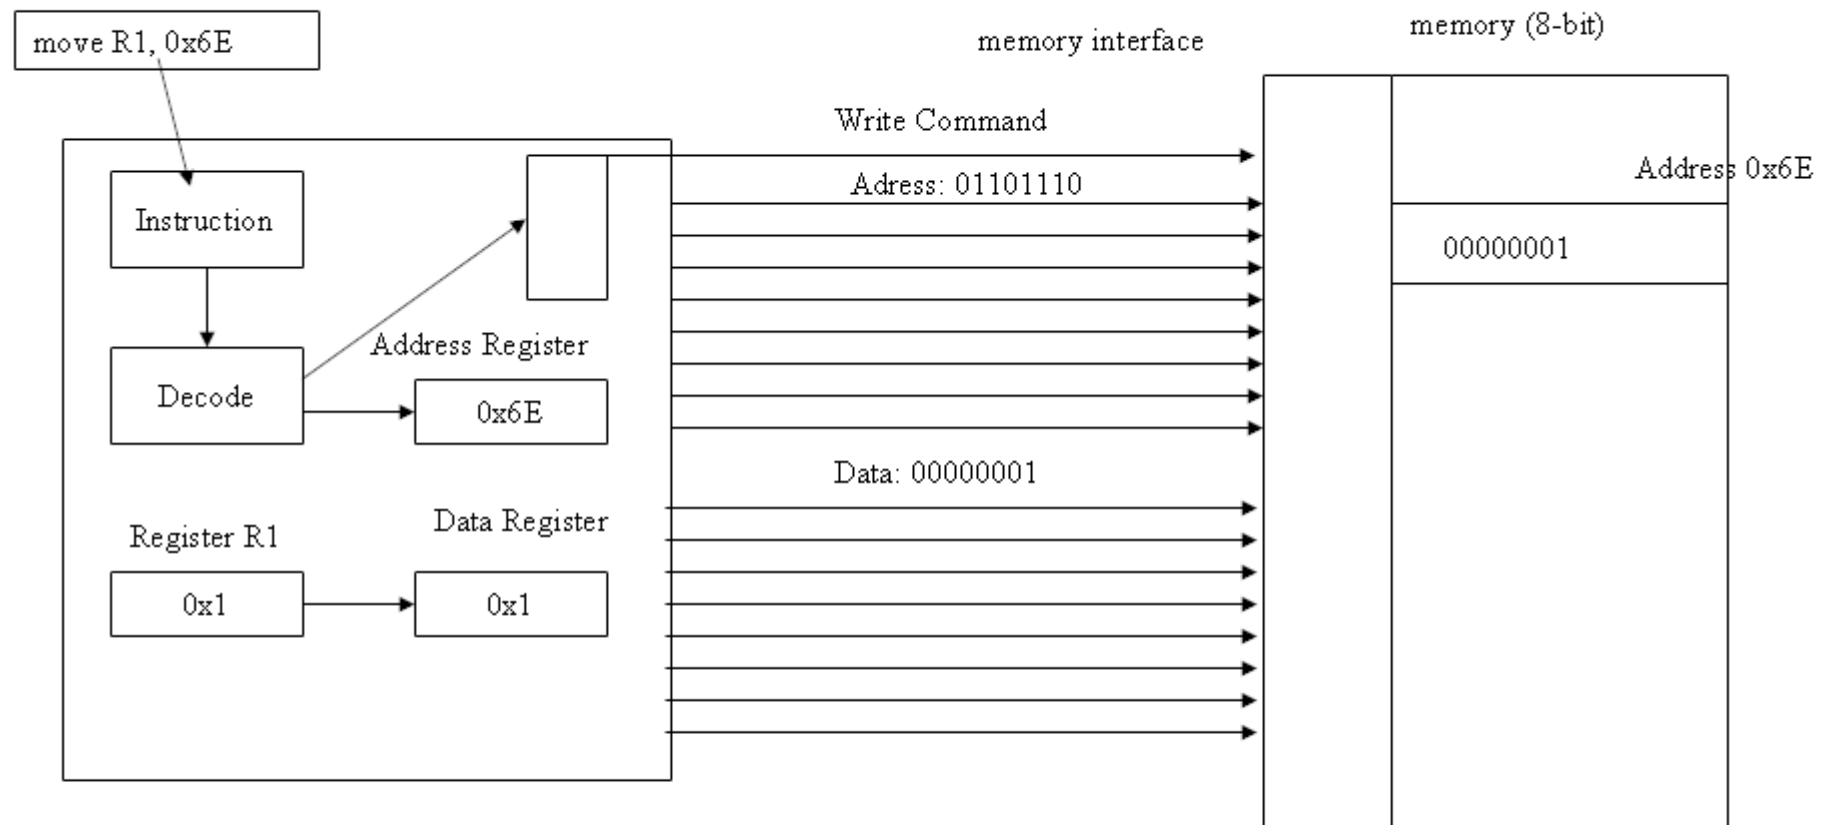 move R1, 0x6E
memory interface
memory (8-bit)
Write Command
Adress: 01101110
Address 0x6E
Instruction
00000001
Address Register
Decode
0x6E
Data: 00000001
Register R1
Data Register
0x1
0x1